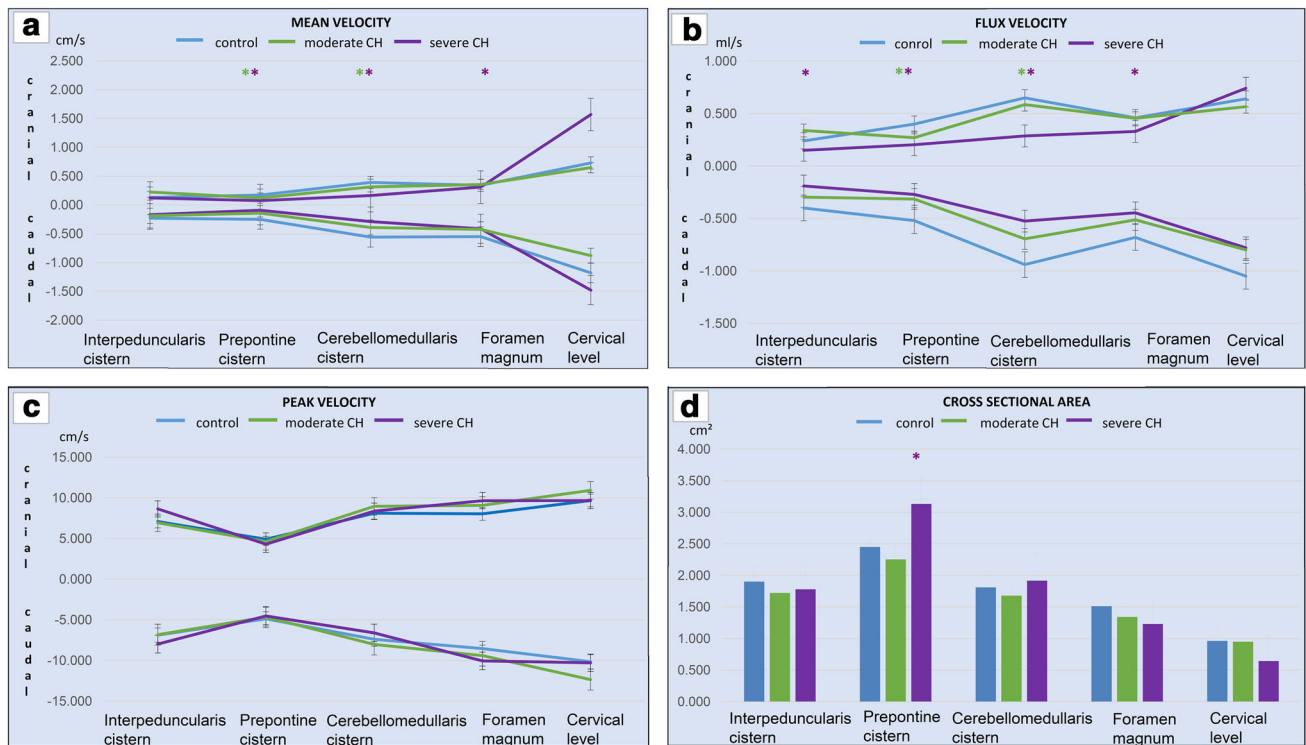 a
MEAN VELOCITY
cm/s
control moderate CH severe CH
2.500
2.000
1.500
1.000
0.500
0.000
-0.500
-1.000
-1.500
-2.000
cranial
caudal
* * * * *
Interpeduncularis cistern
Prepontine cistern
Cerebellomedullaris cistern
Foramen magnum
Cervical level
b
FLUX VELOCITY
ml/s
conrol moderate CH severe CH
1.000
0.500
0.000
-0.500
-1.000
-1.500
cranial
caudal
* * * * * *
Interpeduncularis cistern
Prepontine cistern
Cerebellomedullaris cistern
Foramen magnum
Cervical level
c
PEAK VELOCITY
cm/s
control moderate CH severe CH
15.000
10.000
5.000
0.000
-5.000
-10.000
-15.000
cranial
caudal
Interpeduncularis cistern
Prepontine cistern
Cerebellomedullaris cistern
Foramen magnum
Cervical level
d
CROSS SECTIONAL AREA
cm²
conrol moderate CH severe CH
4.000
3.500
3.000
2.500
2.000
1.500
1.000
0.500
0.000
*
Interpeduncularis cistern
Prepontine cistern
Cerebellomedullaris cistern
Foramen magnum
Cervical level